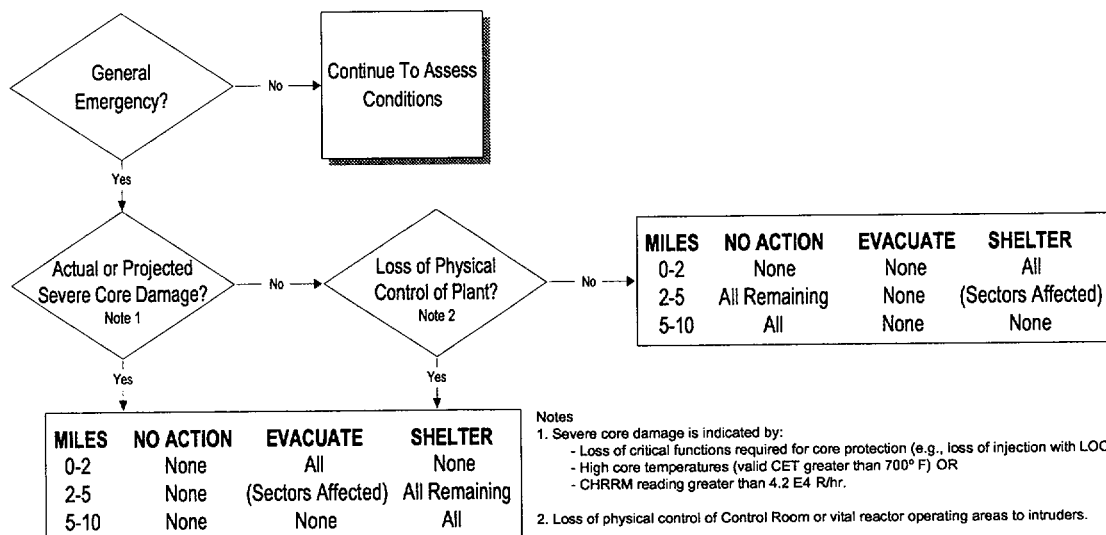 General
Emergency?
No
Continue To Assess
Conditions
Yes
Actual or Projected
Severe Core Damage?
Note 1
No
Loss of Physical
Control of Plant?
Note 2
No
MILES NO ACTION EVACUATE SHELTER
0-2 None None All
2-5 All Remaining None (Sectors Affected)
5-10 All None None
Yes
Yes
MILES NO ACTION EVACUATE SHELTER
0-2 None All None
2-5 None (Sectors Affected) All Remaining
5-10 None None All
Notes
1. Severe core damage is indicated by:
- Loss of critical functions required for core protection (e.g., loss of injection with LOC
- High core temperatures (valid CET greater than 700° F) OR
- CHRRM reading greater than 4.2 E4 R/hr.
2. Loss of physical control of Control Room or vital reactor operating areas to intruders.